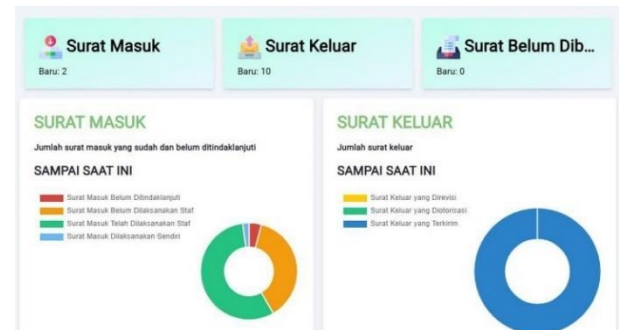 Surat Masuk
Baru: 2
Surat Keluar
Baru: 10
Surat Belum Dib...
Baru: 0
SURAT MASUK
Jumlah surat masuk yang sudah dan belum ditindaklanjuti
SAMPAI SAAT INI
Surat Masuk Belum Ditindaklanjuti
Surat Masuk Belum Dilaksanakan Staf
Surat Masuk Telah Dilaksanakan Staf
Surat Masuk Dilaksanakan Sendiri
SURAT KELUAR
Jumlah surat keluar
SAMPAI SAAT INI
Surat Keluar yang Direvisi
Surat Keluar yang Diotorisasi
Surat Keluar yang Terkirim